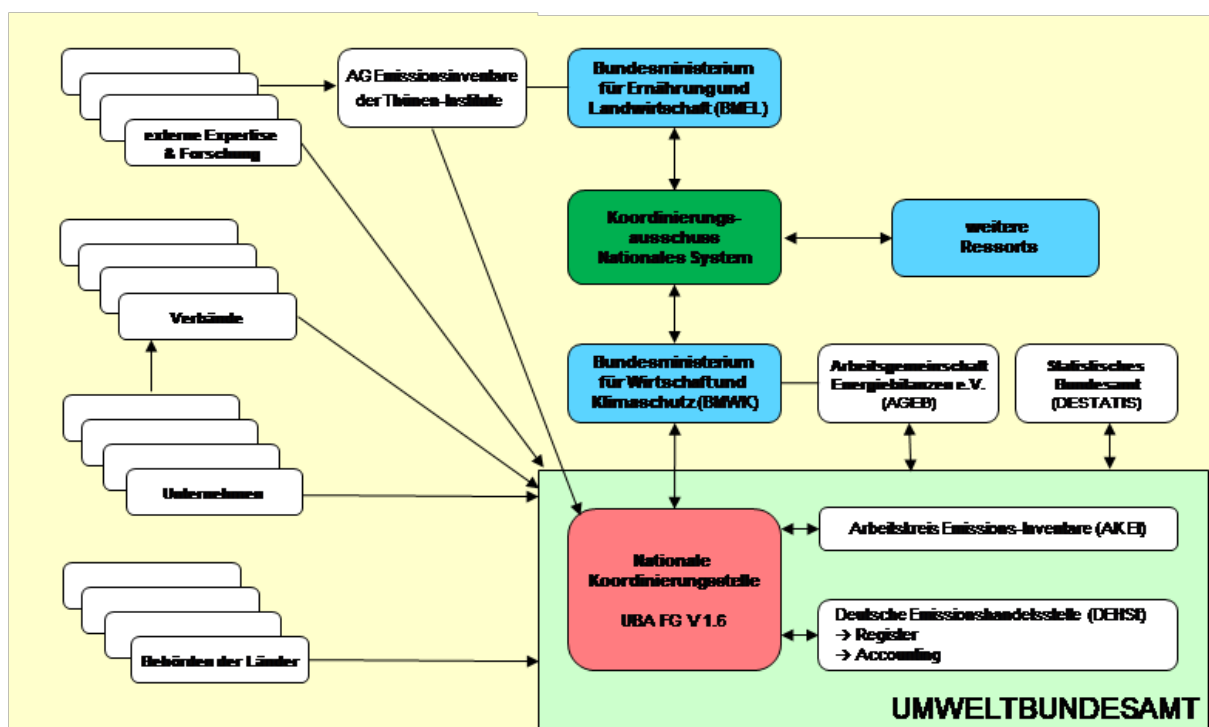 AG Emissionsinventare
der Thünen-Institute
Bundesministerium
für Ernährung und
Landwirtschaft (BMEL)
externe Expertise
& Forschung
Koordinierungs-
ausschuss
Nationales System
weitere
Ressorts
Verbände
Bundesministerium
für Wirtschaft und
Klimaschutz (BMWK)
Arbeitsgemeinschaft
Energiebilanzen e.V.
(AGEB)
Statistisches
Bundesamt
(DESTATIS)
Unternehmen
Arbeitskreis Emissions-Inventare (AKEI)
Nationale
Koordinierungsstelle
UBA FG V 1.6
Deutsche Emissionshandelsstelle (DEHSt)
→ Register
→ Accounting
Behörden der Länder
UMWELTBUNDESAMT